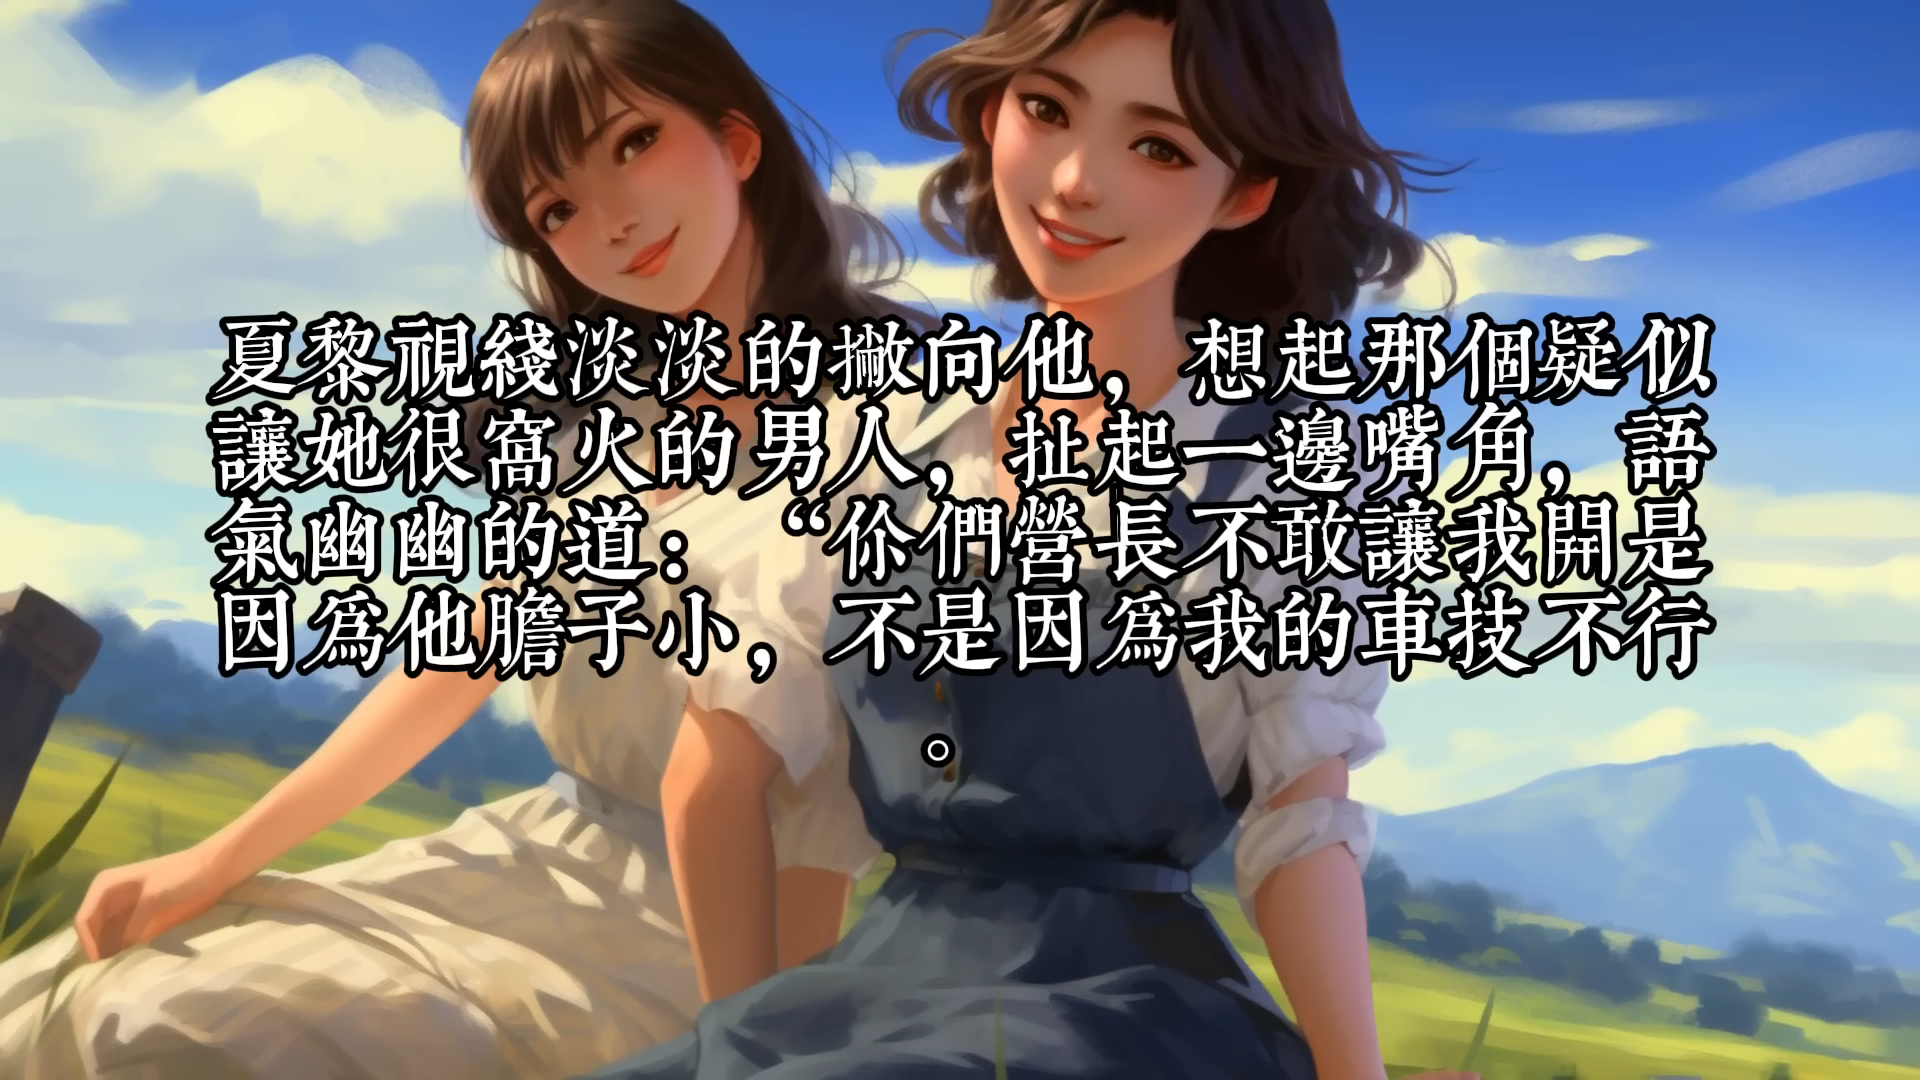 夏黎視綫淡淡的撇向他，想起那個疑似
讓她很窩火的男人，扯起一邊嘴角，語
氣幽幽的道：“你們營長不敢讓我開是
因爲他膽子小，不是因爲我的車技不行
。